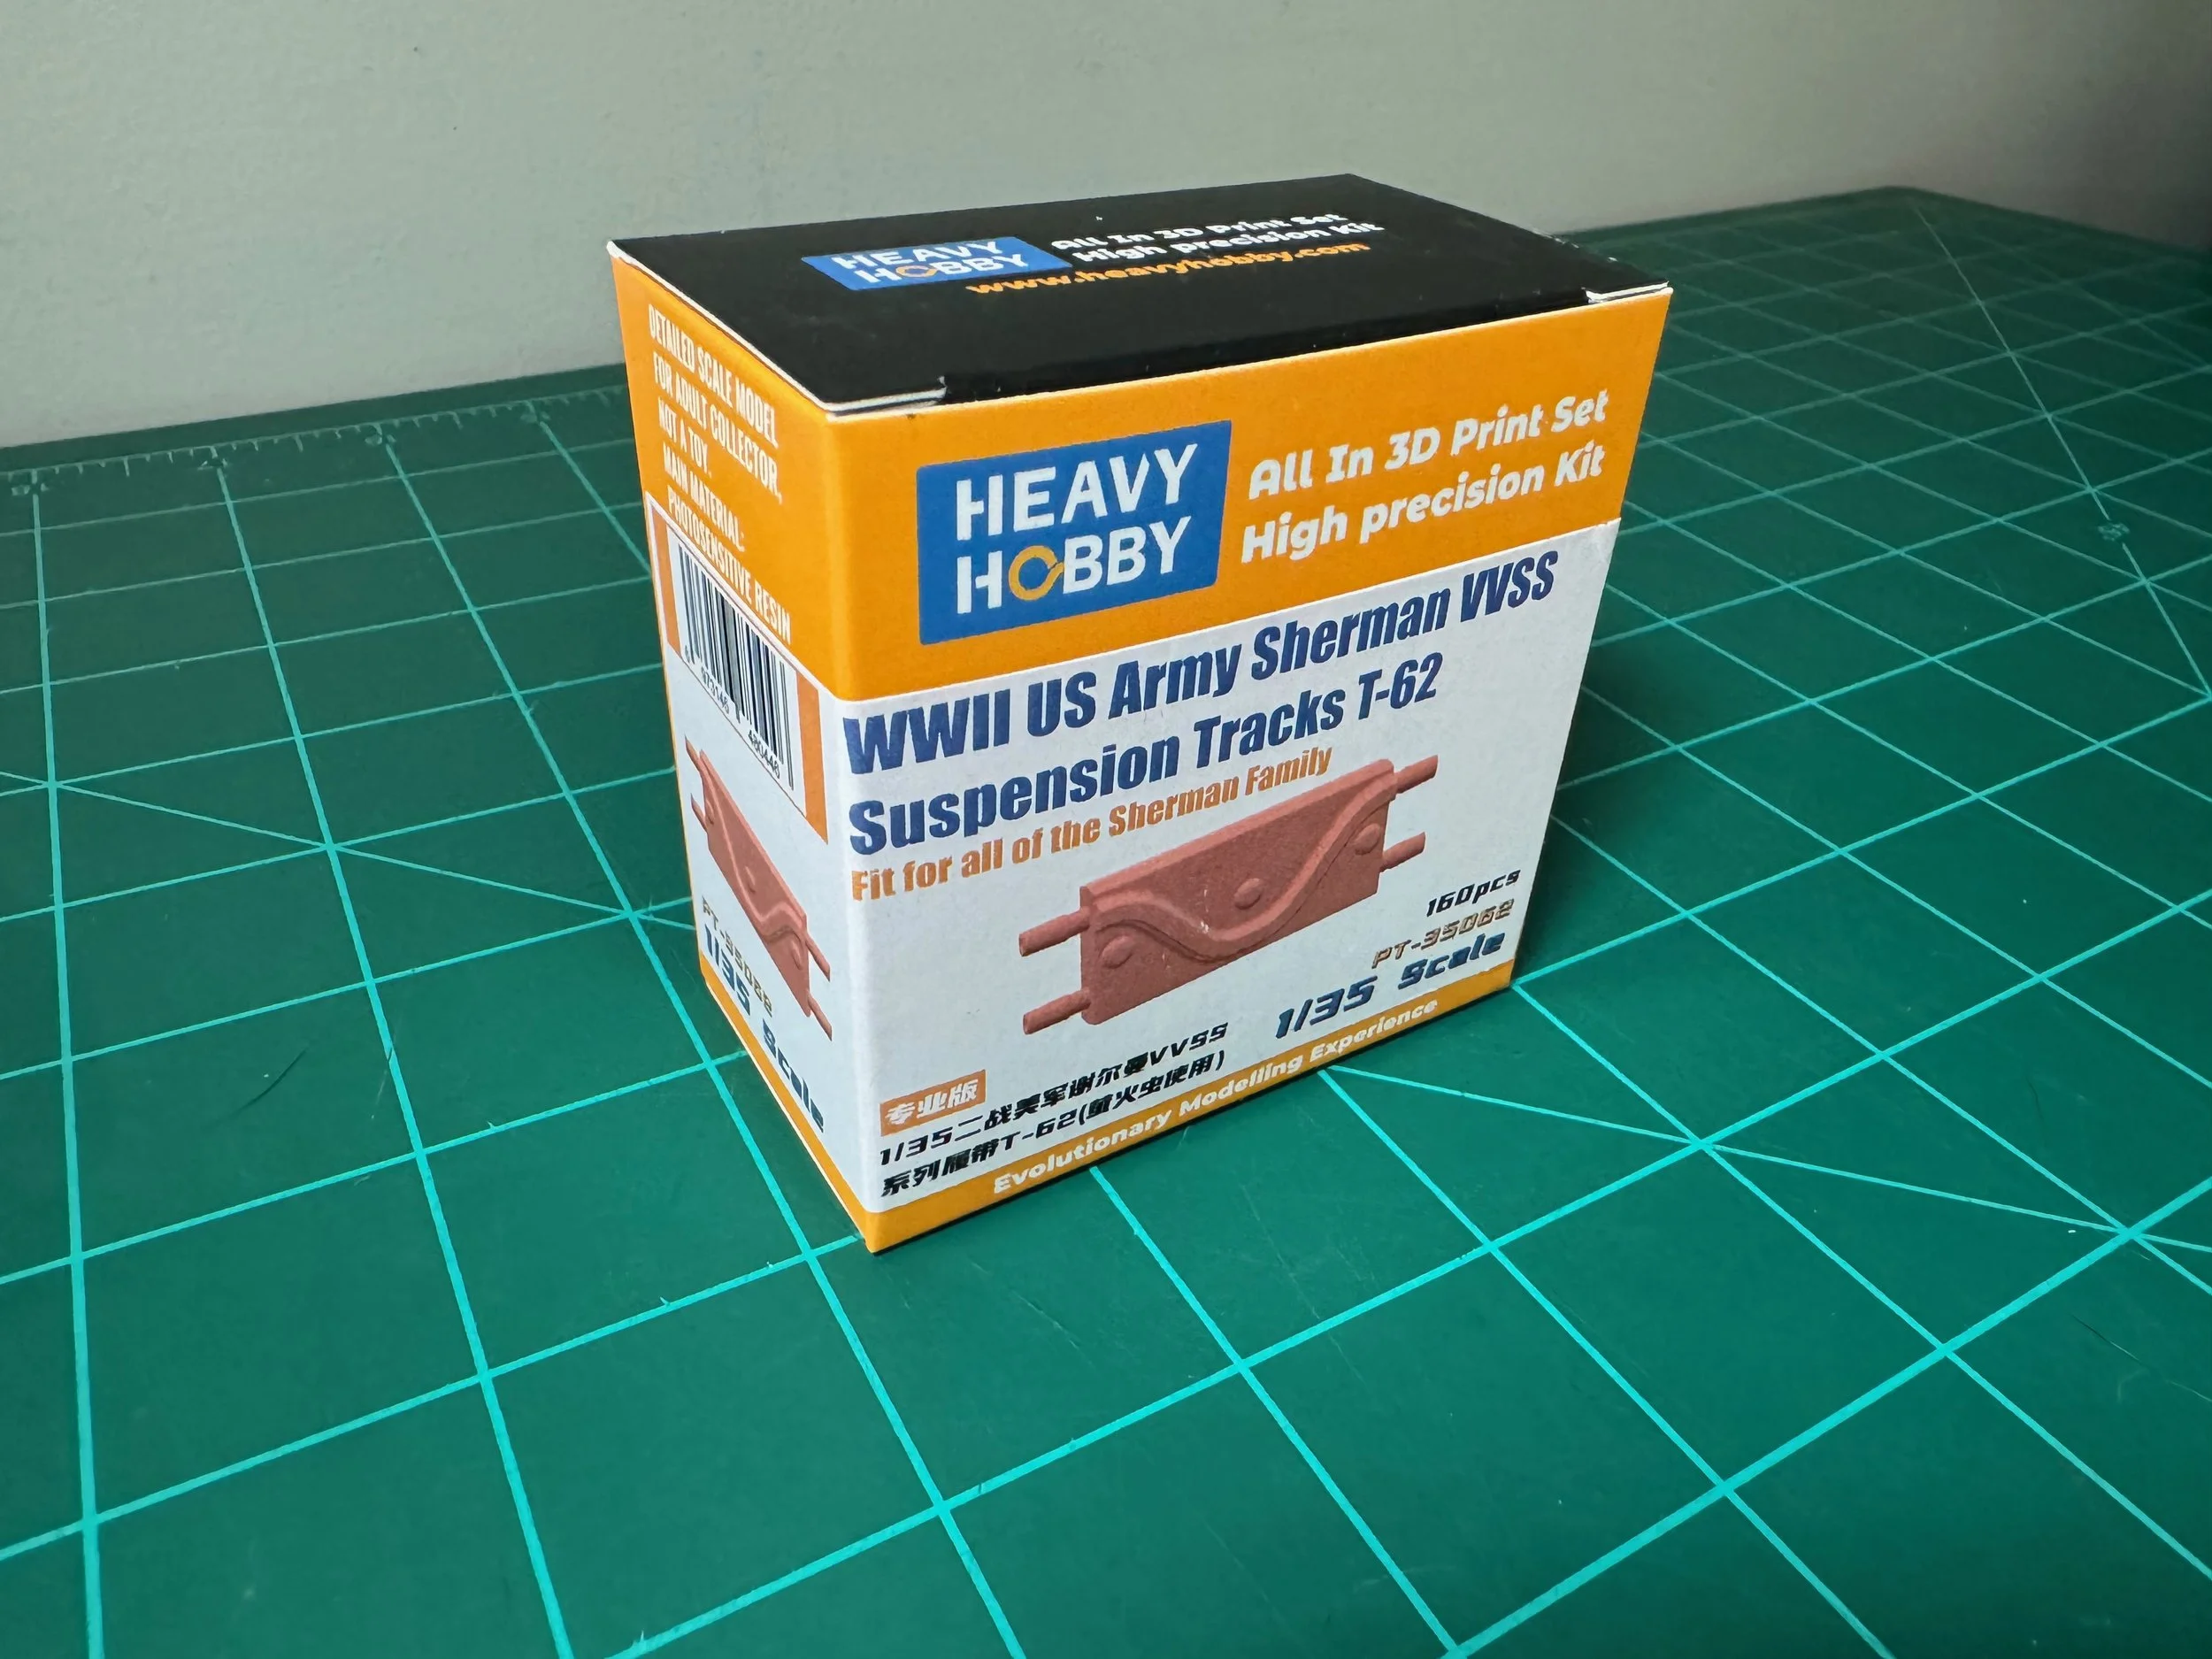 HEAVY
HOBBY
All In 3D Print Set
High precision Kit
www.heavyhobby.com
DETAILED SCALE MODEL
FOR ADULT COLLECTOR,
NOT A TOY.
MAIN MATERIAL:
PHOTOSENSITIVE RESIN
PT-35062
1/35 Scale
HEAVY
HOBBY
All In 3D Print Set
High precision Kit
WWII US Army Sherman VVSS
Suspension Tracks T-62
Fit for all of the Sherman Family
160pcs
PT-35062
1/35 Scale
专业版
1/35二战美军谢尔曼VVSS
系列履带T-62(萤火虫使用)
Evolutionary Modelling Experience